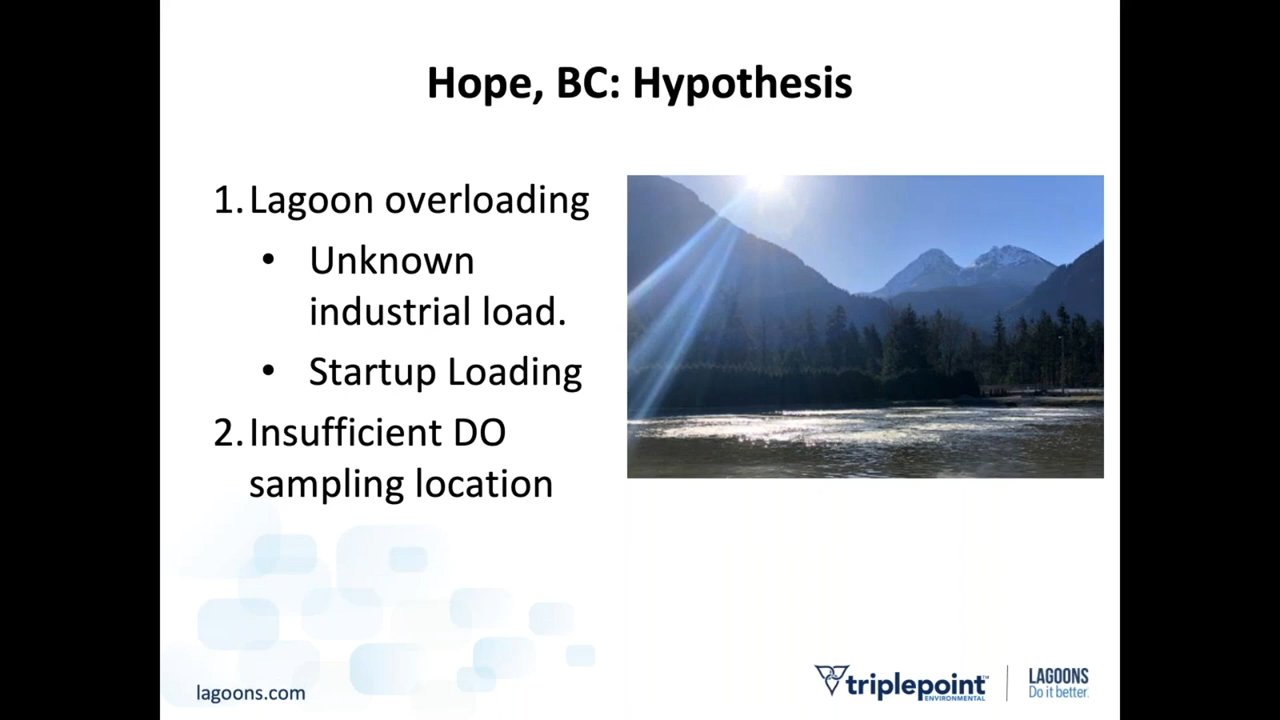 Hope, BC: Hypothesis
1. Lagoon overloading
• Unknown
industrial load.
• Startup Loading
2. Insufficient DO
sampling location
lagoons.com
triplepoint™
ENVIRONMENTAL
LAGOONS
Do it better.